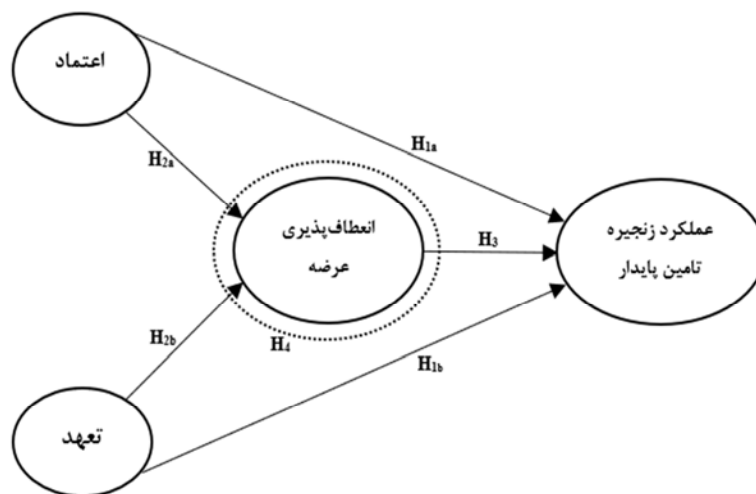 اعتماد
H1a
H2a
انعطاف‌پذیری
عرضه
H3
عملکرد زنجیره
تامین پایدار
H2b
H4
H1b
تعهد